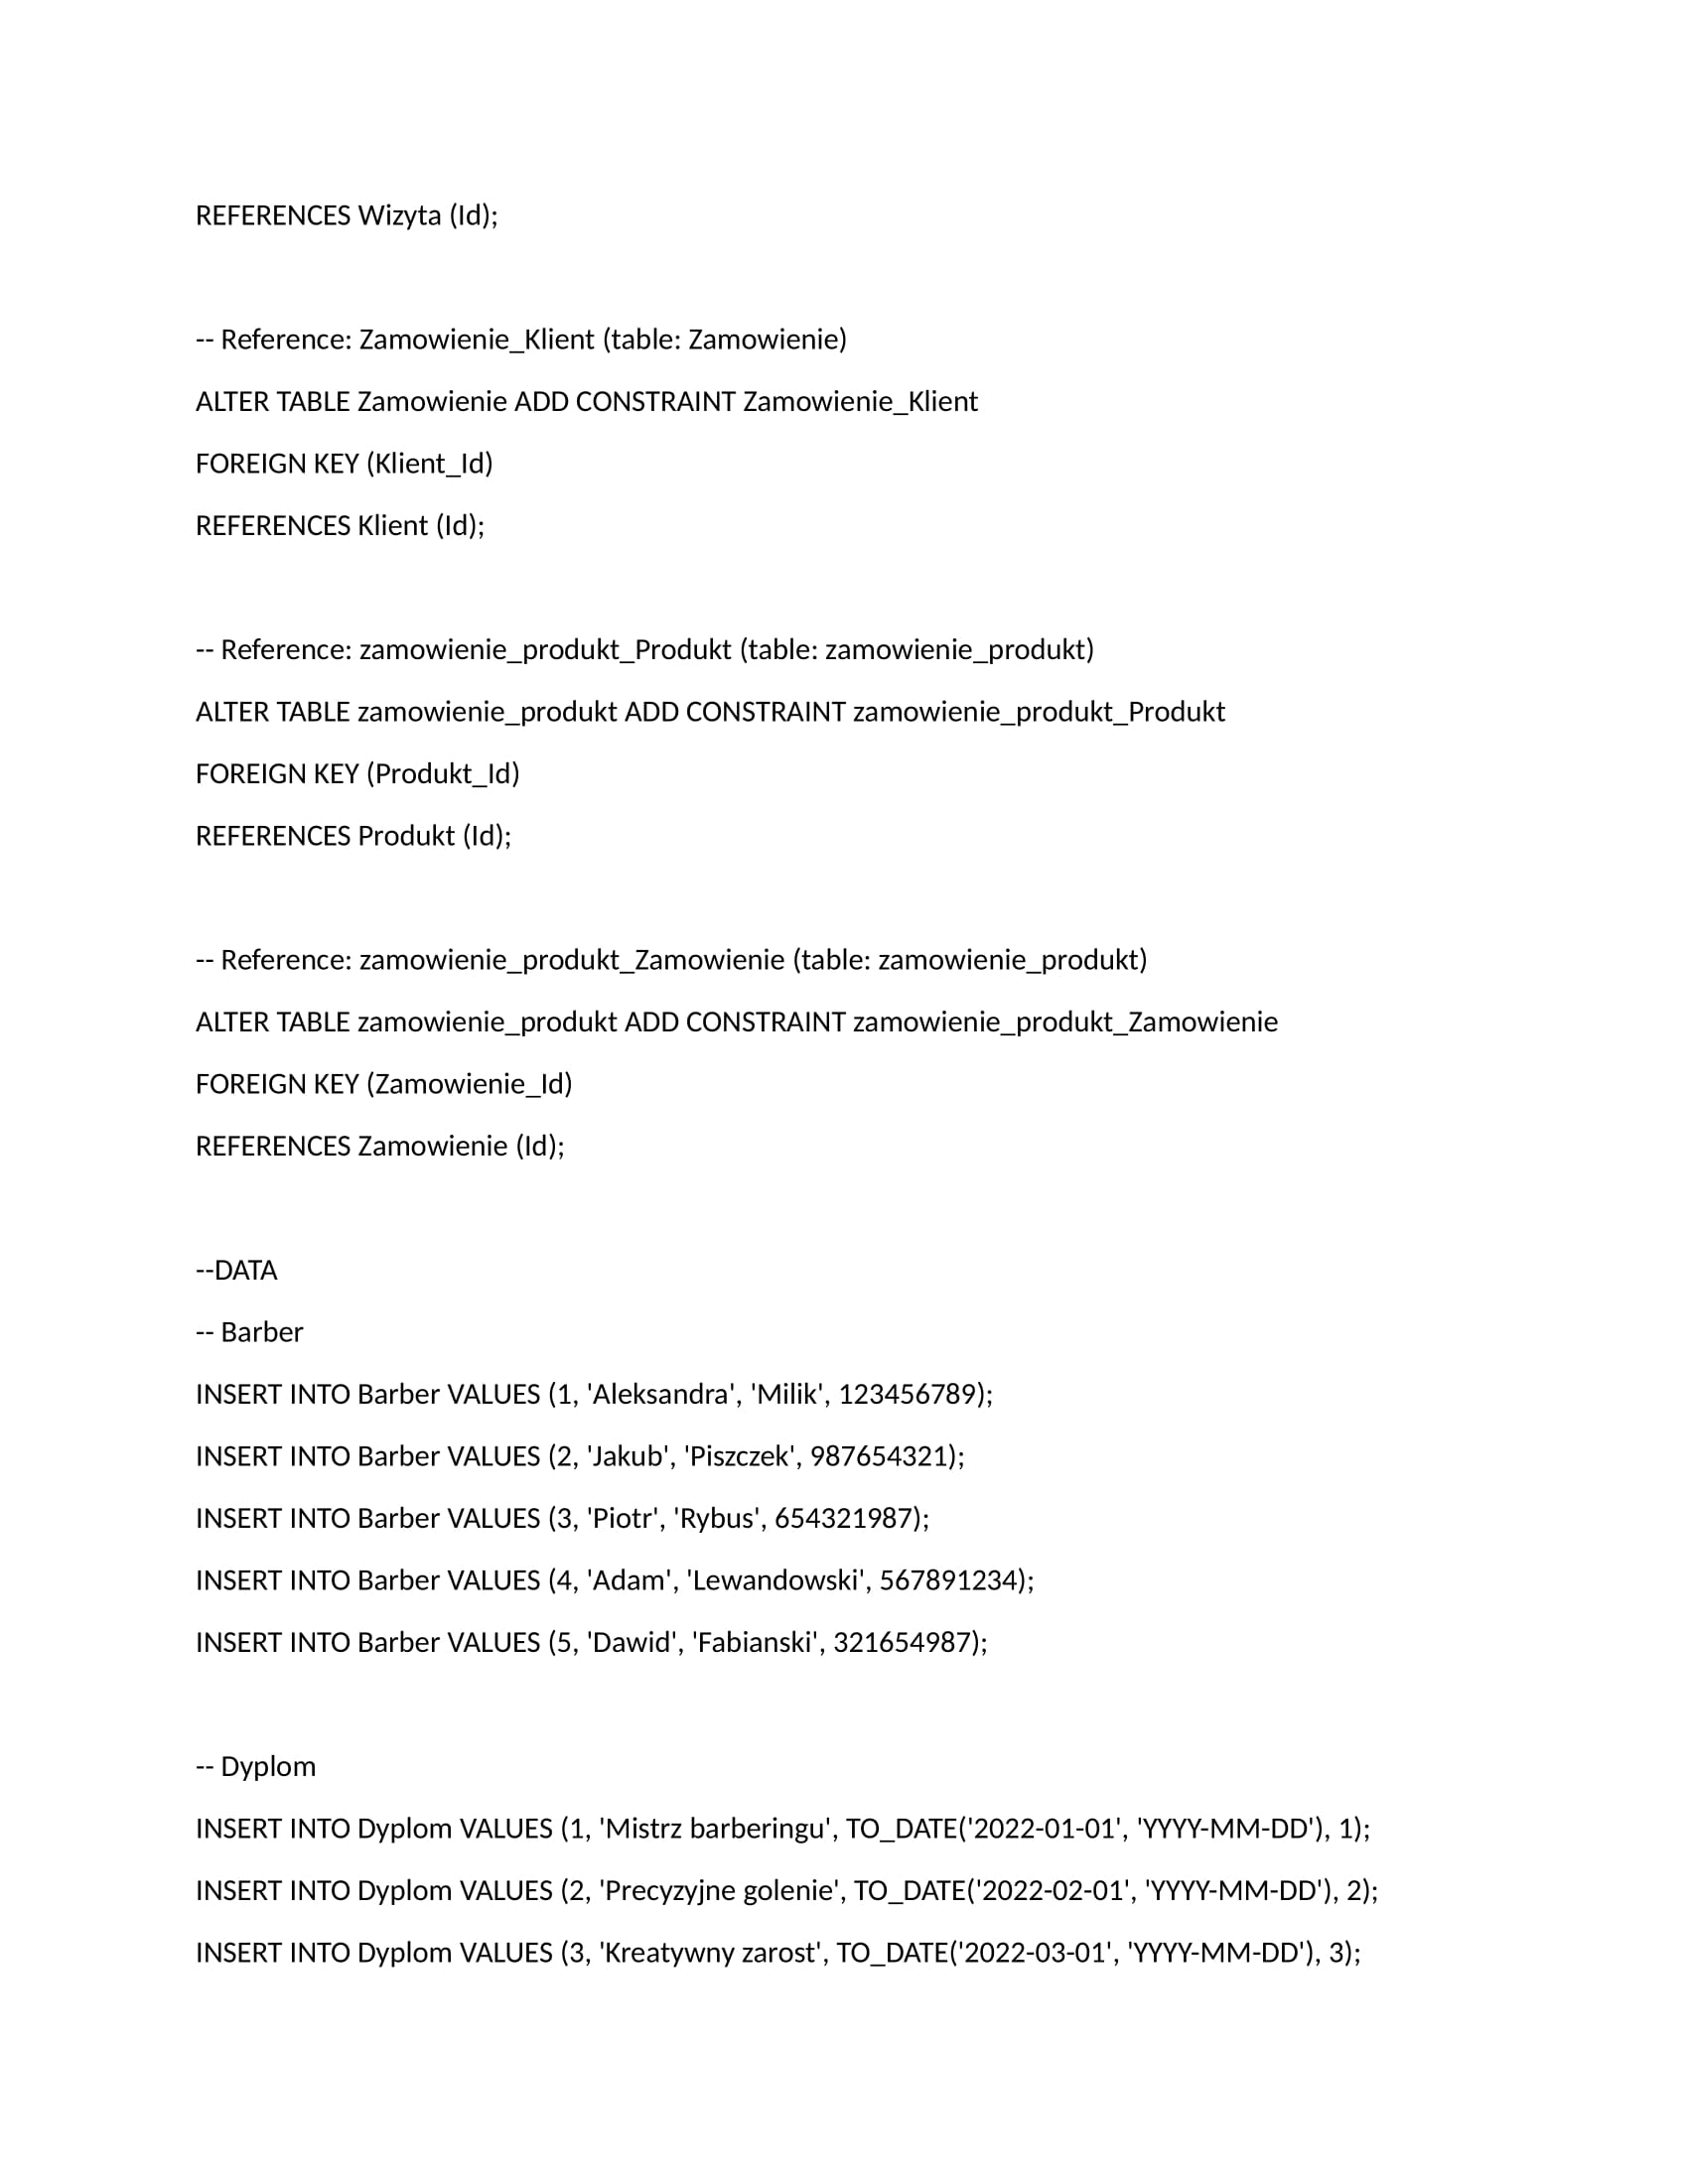 REFERENCES Wizyta (Id);
-- Reference: Zamowienie_Klient (table: Zamowienie)
ALTER TABLE Zamowienie ADD CONSTRAINT Zamowienie_Klient
FOREIGN KEY (Klient_Id)
REFERENCES Klient (Id);
-- Reference: zamowienie_produkt_Produkt (table: zamowienie_produkt)
ALTER TABLE zamowienie_produkt ADD CONSTRAINT zamowienie_produkt_Produkt
FOREIGN KEY (Produkt_Id)
REFERENCES Produkt (Id);
-- Reference: zamowienie_produkt_Zamowienie (table: zamowienie_produkt)
ALTER TABLE zamowienie_produkt ADD CONSTRAINT zamowienie_produkt_Zamowienie
FOREIGN KEY (Zamowienie_Id)
REFERENCES Zamowienie (Id);
--DATA
-- Barber
INSERT INTO Barber VALUES (1, 'Aleksandra', 'Milik', 123456789);
INSERT INTO Barber VALUES (2, 'Jakub', 'Piszczek', 987654321);
INSERT INTO Barber VALUES (3, 'Piotr', 'Rybus', 654321987);
INSERT INTO Barber VALUES (4, 'Adam', 'Lewandowski', 567891234);
INSERT INTO Barber VALUES (5, 'Dawid', 'Fabianski', 321654987);
-- Dyplom
INSERT INTO Dyplom VALUES (1, 'Mistrz barberingu', TO_DATE('2022-01-01', 'YYYY-MM-DD'), 1);
INSERT INTO Dyplom VALUES (2, 'Precyzyjne golenie', TO_DATE('2022-02-01', 'YYYY-MM-DD'), 2);
INSERT INTO Dyplom VALUES (3, 'Kreatywny zarost', TO_DATE('2022-03-01', 'YYYY-MM-DD'), 3);